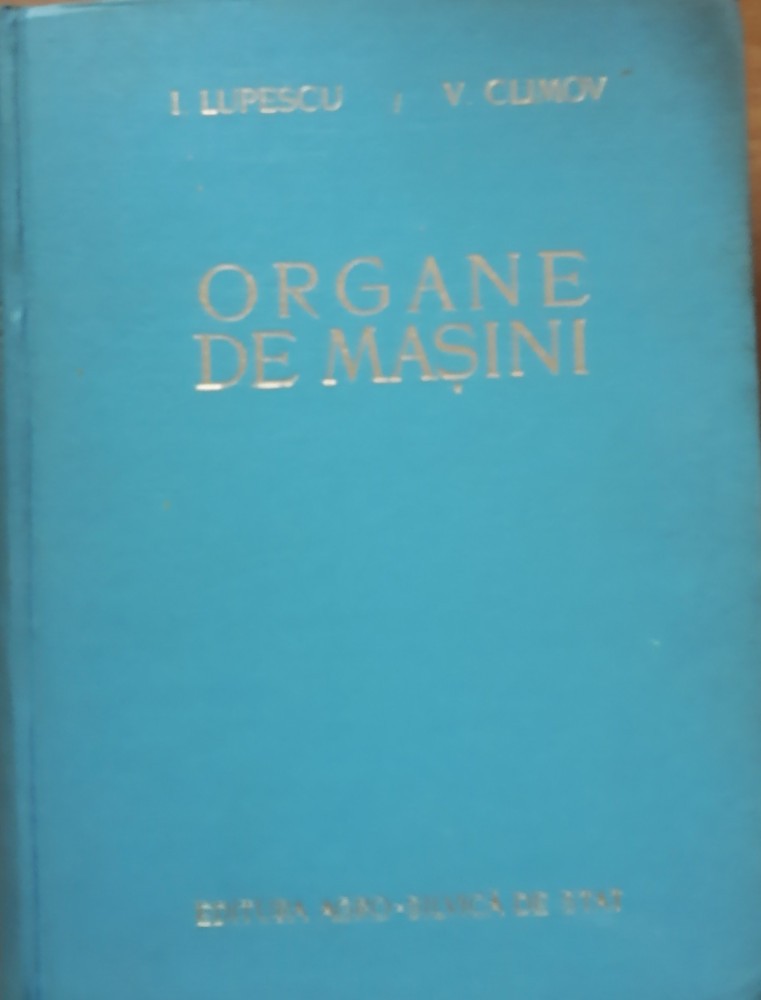 I. LUPESCU , V. CLIMOV
ORGANE
DE MAȘINI
EDITURA AGRO-SILVICĂ DE STAT